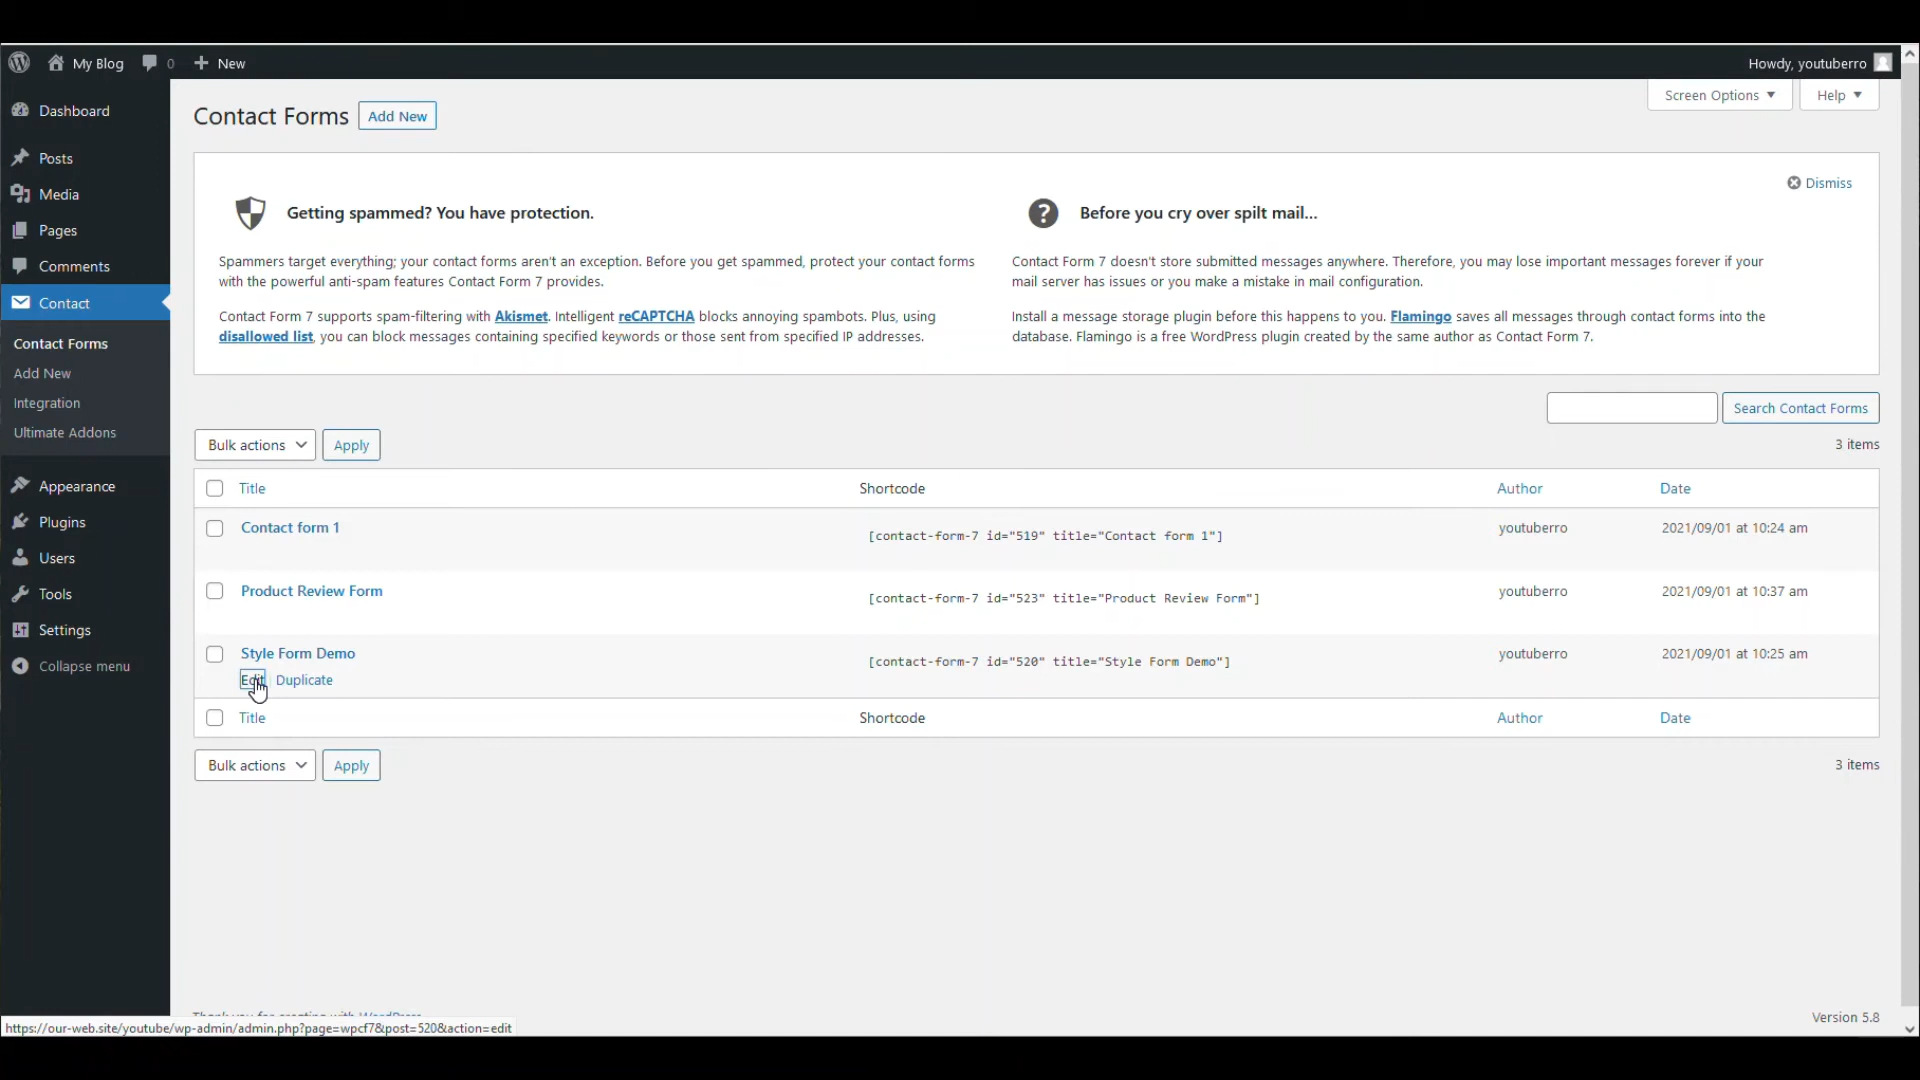 My Blog 0 New Howdy, youtuberro
Dashboard
Posts
Media
Pages
Comments
Contact
Contact Forms
Add New
Integration
Ultimate Addons
Appearance
Plugins
Users
Tools
Settings
Collapse menu
Contact Forms Add New
Screen Options Help
Dismiss
Getting spammed? You have protection.
Spammers target everything; your contact forms aren't an exception. Before you get spammed, protect your contact forms
with the powerful anti-spam features Contact Form 7 provides.
Contact Form 7 supports spam-filtering with Akismet. Intelligent reCAPTCHA blocks annoying spambots. Plus, using
disallowed list, you can block messages containing specified keywords or those sent from specified IP addresses.
Before you cry over spilt mail...
Contact Form 7 doesn't store submitted messages anywhere. Therefore, you may lose important messages forever if your
mail server has issues or you make a mistake in mail configuration.
Install a message storage plugin before this happens to you. Flamingo saves all messages through contact forms into the
database. Flamingo is a free WordPress plugin created by the same author as Contact Form 7.
Search Contact Forms
Bulk actions Apply 3 items
Title Shortcode Author Date
Contact form 1 [contact-form-7 id="519" title="Contact form 1"] youtuberro 2021/09/01 at 10:24 am
Product Review Form [contact-form-7 id="523" title="Product Review Form"] youtuberro 2021/09/01 at 10:37 am
Style Form Demo [contact-form-7 id="520" title="Style Form Demo"] youtuberro 2021/09/01 at 10:25 am
Edit Duplicate
Title Shortcode Author Date
Bulk actions Apply 3 items
Thank you for creating with WordPress Version 5.8
https://our-web.site/youtube/wp-admin/admin.php?page=wpcf7&post=520&action=edit